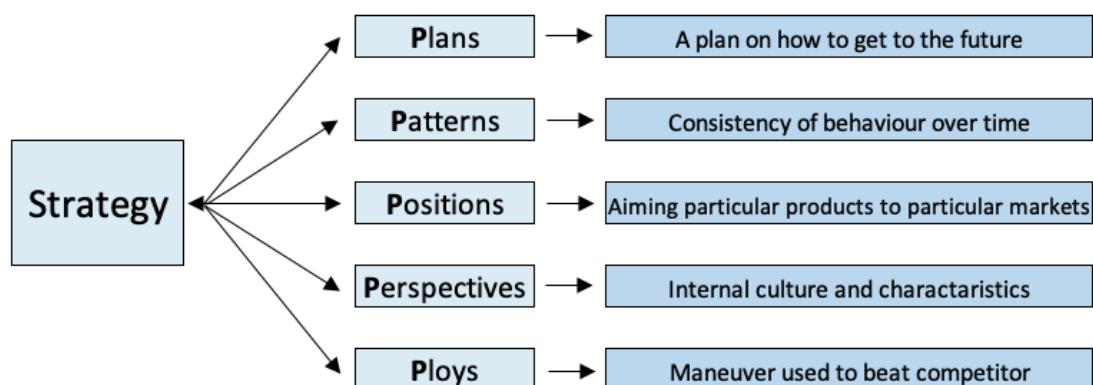 Plans
A plan on how to get to the future
Patterns
Consistency of behaviour over time
Strategy
Positions
Aiming particular products to particular markets
Perspectives
Internal culture and charactaristics
Ploys
Maneuver used to beat competitor